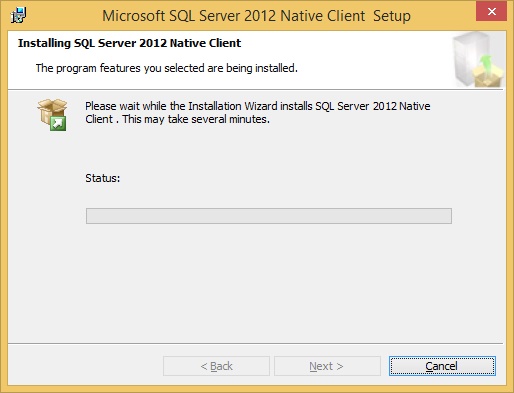 Microsoft SQL Server 2012 Native Client  Setup
Installing SQL Server 2012 Native Client
The program features you selected are being installed.
Please wait while the Installation Wizard installs SQL Server 2012 Native
Client . This may take several minutes.
Status:
< Back
Next >
Cancel